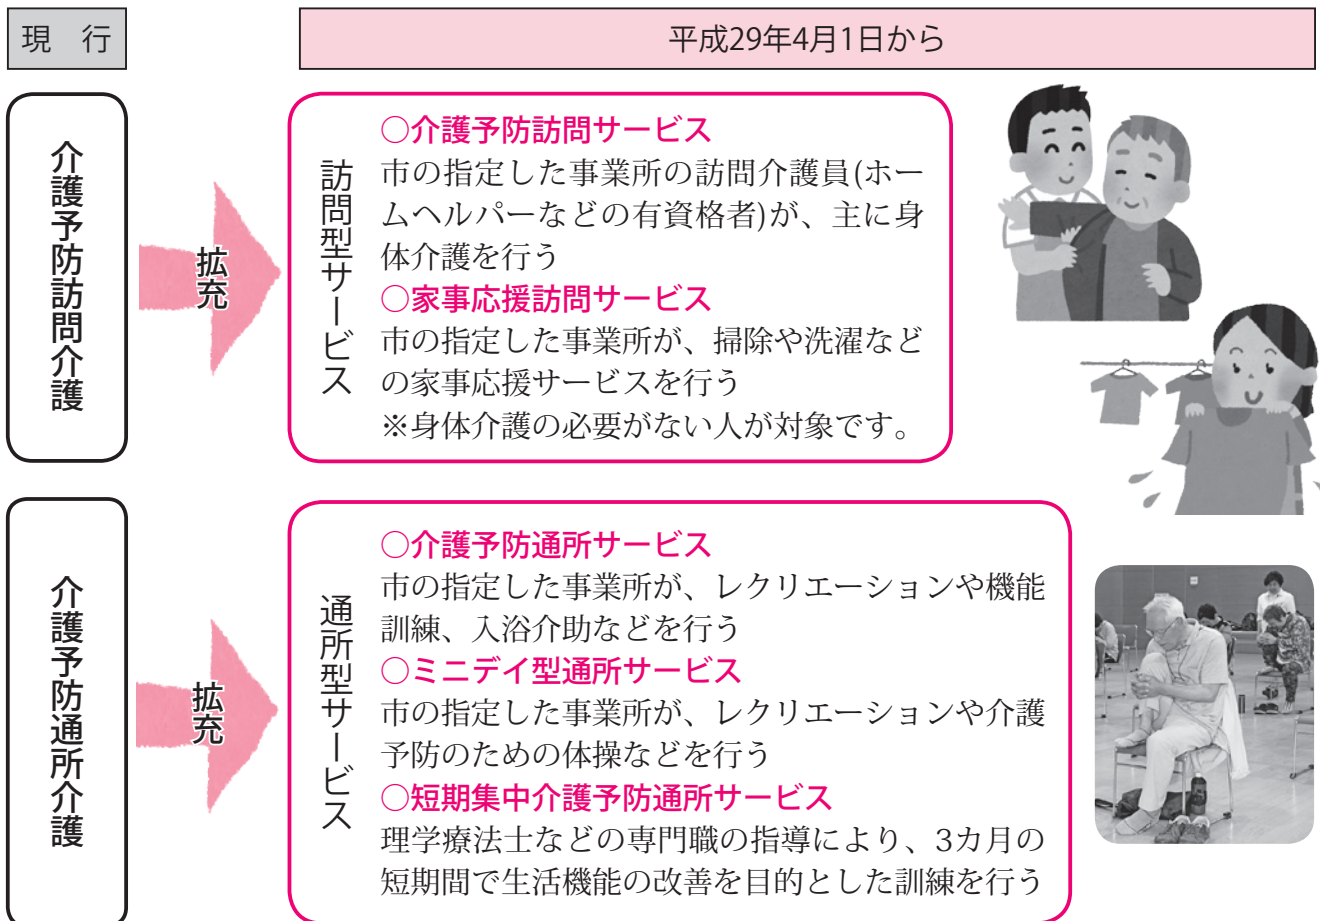 現 行
平成29年4月1日から
介護予防訪問介護
拡充
訪問型サービス
○介護予防訪問サービス
市の指定した事業所の訪問介護員(ホー
ムヘルパーなどの有資格者)が、主に身
体介護を行う
○家事応援訪問サービス
市の指定した事業所が、掃除や洗濯など
の家事応援サービスを行う
※身体介護の必要がない人が対象です。
介護予防通所介護
拡充
通所型サービス
○介護予防通所サービス
市の指定した事業所が、レクリエーションや機能
訓練、入浴介助などを行う
○ミニデイ型通所サービス
市の指定した事業所が、レクリエーションや介護
予防のための体操などを行う
○短期集中介護予防通所サービス
理学療法士などの専門職の指導により、3カ月の
短期間で生活機能の改善を目的とした訓練を行う